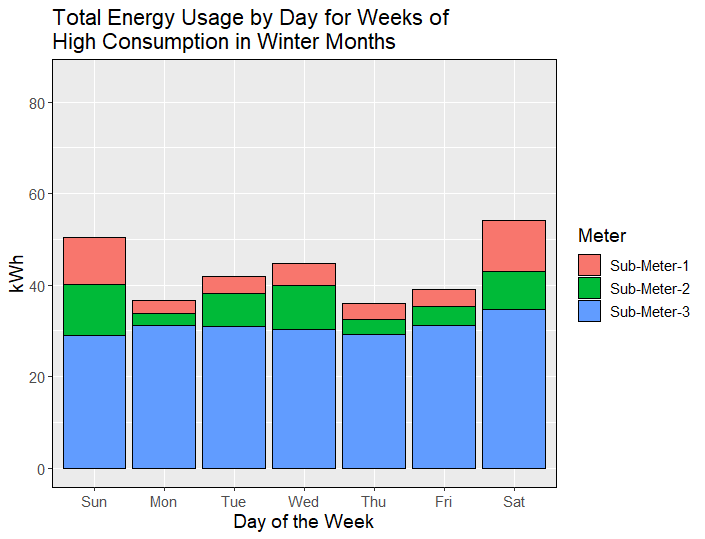 Total Energy Usage by Day for Weeks of
High Consumption in Winter Months
kWh
80
60
40
20
0
Sun Mon Tue Wed Thu Fri Sat
Day of the Week
Meter
Sub-Meter-1
Sub-Meter-2
Sub-Meter-3